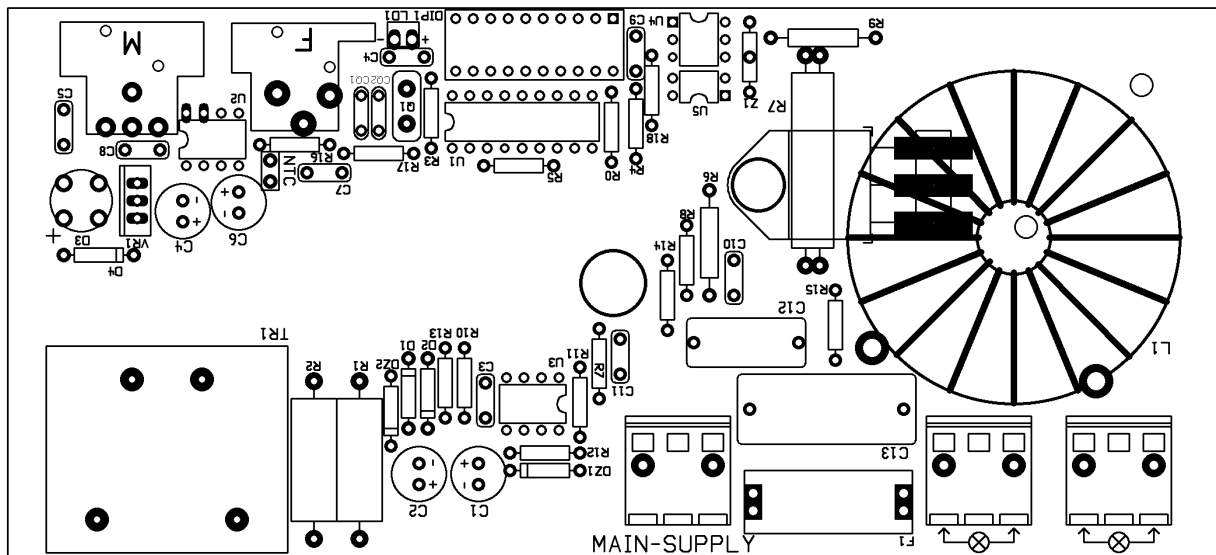 M
F
DIP1 LD1
-
+
C4
C9
U4
R9
C5
U2
CO2CO1
Q1
Z1
R7
U5
C8
R16
R17
R3
U1
R18
R4
R0
R5
NTC
C7
R6
+
D3
VR1
-
+
C4
+
-
C6
D4
R8
R14
C10
R15
C12
TR1
R2
R1
DZ2
D1
D2
R13
R10
C3
U3
R11
R7
C11
L1
R12
DZ1
C13
-
+
C2
+
-
C1
F1
MAIN-SUPPLY